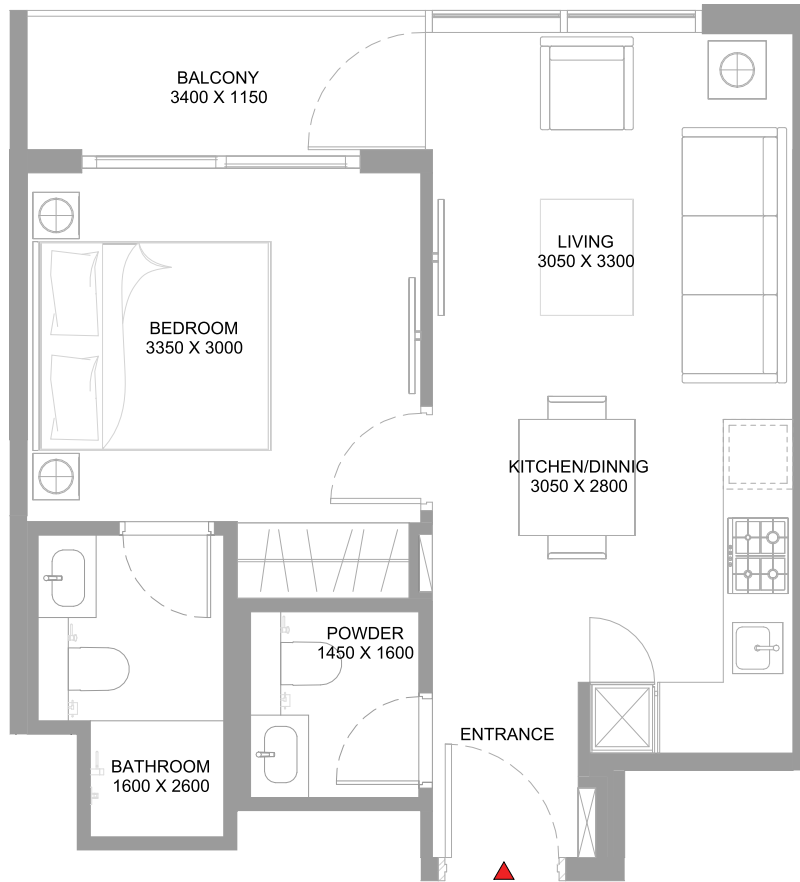 BALCONY
3400 X 1150
LIVING
3050 X 3300
BEDROOM
3350 X 3000
KITCHEN/DINNIG
3050 X 2800
POWDER
1450 X 1600
ENTRANCE
BATHROOM
1600 X 2600